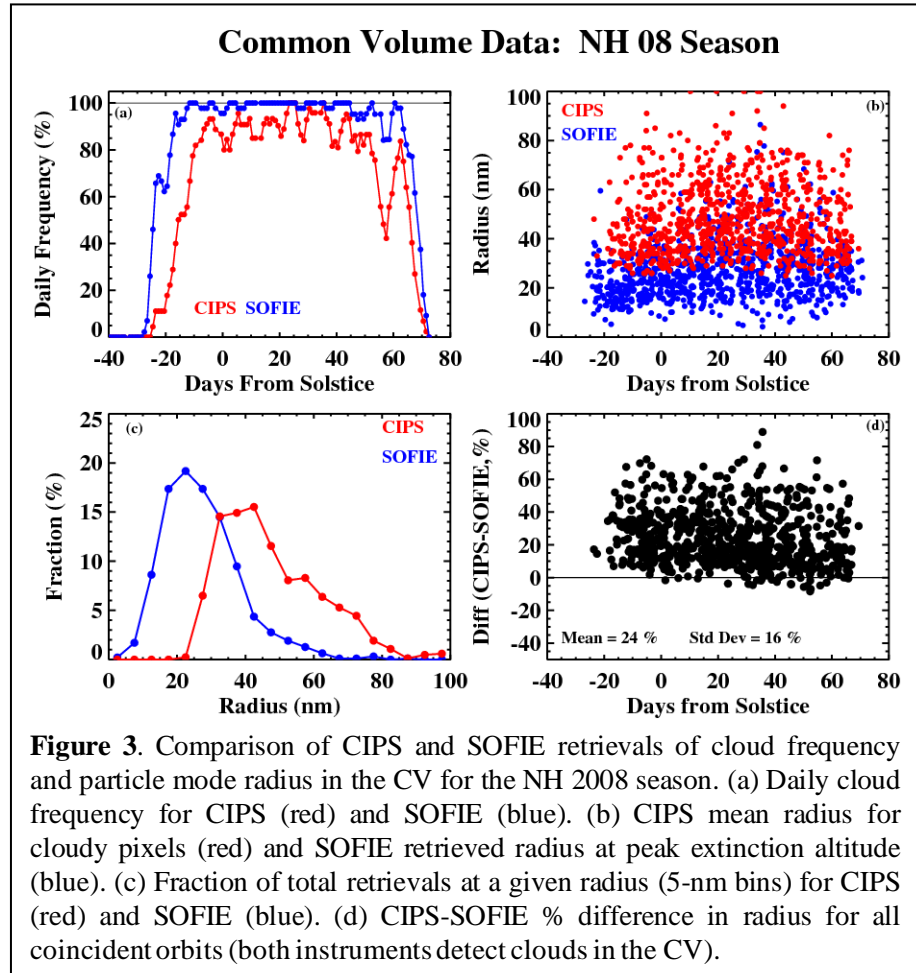 Common Volume Data: NH 08 Season
(a)
100
80
60
40
20
0
Daily Frequency (%)
CIPS SOFIE
-40 -20 0 20 40 60 80
Days From Solstice
(b)
CIPS
SOFIE
100
80
60
40
20
0
Radius (nm)
-40 -20 0 20 40 60 80
Days from Solstice
(c)
CIPS
SOFIE
25
20
15
10
5
0
Fraction (%)
0 20 40 60 80 100
Radius (nm)
(d)
100
80
60
40
20
0
-20
-40
Diff (CIPS-SOFIE,%)
Mean = 24 % Std Dev = 16 %
-40 -20 0 20 40 60 80
Days from Solstice
Figure 3. Comparison of CIPS and SOFIE retrievals of cloud frequency
and particle mode radius in the CV for the NH 2008 season. (a) Daily cloud
frequency for CIPS (red) and SOFIE (blue). (b) CIPS mean radius for
cloudy pixels (red) and SOFIE retrieved radius at peak extinction altitude
(blue). (c) Fraction of total retrievals at a given radius (5-nm bins) for CIPS
(red) and SOFIE (blue). (d) CIPS-SOFIE % difference in radius for all
coincident orbits (both instruments detect clouds in the CV).